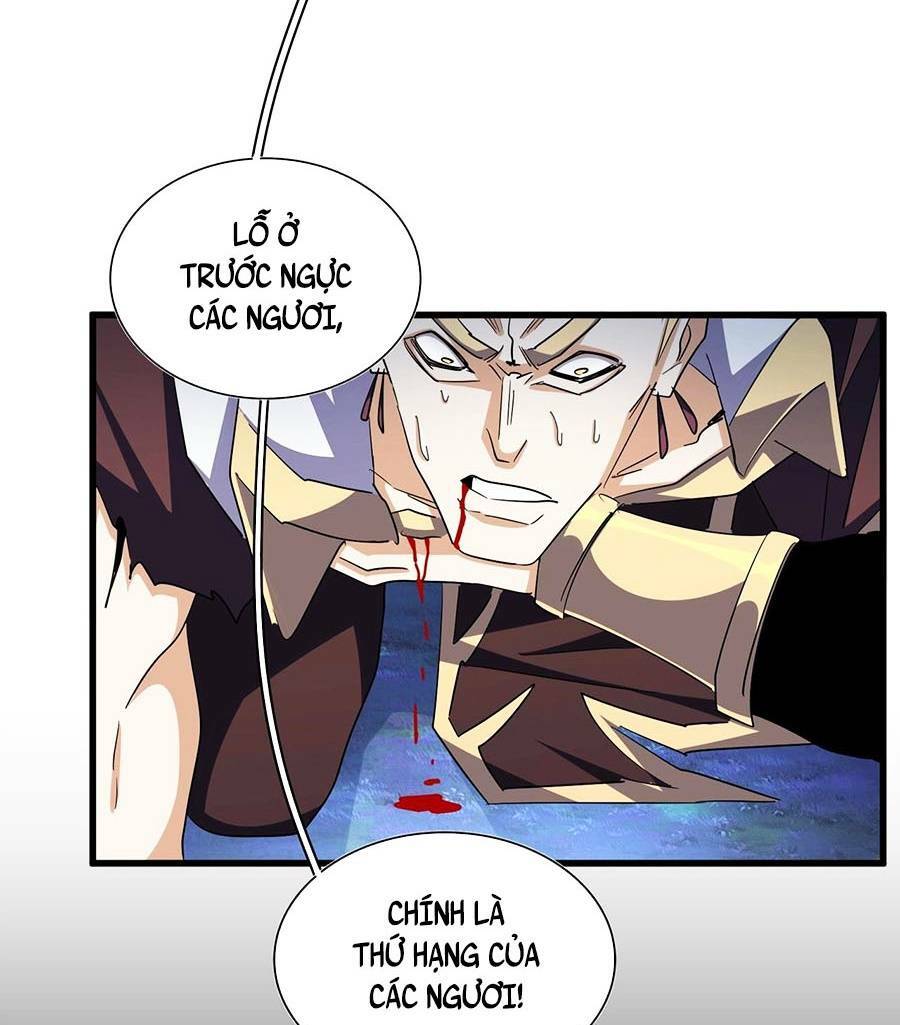 LỖ Ở
TRƯỚC NGỰC
CÁC NGƯƠI,
CHÍNH LÀ
THỨ HẠNG CỦA
CÁC NGƯƠI!